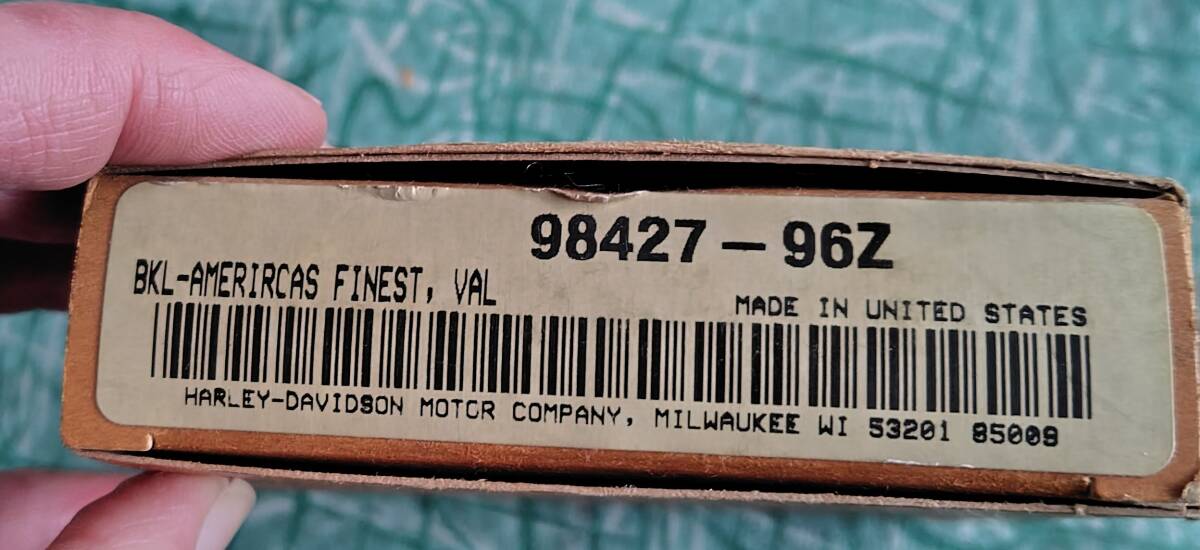 98427-96Z
BKL-AMERIRCAS FINEST, VAL
MADE IN UNITED STATES
HARLEY-DAVIDSON MOTOR COMPANY, MILWAUKEE WI 53201 85009